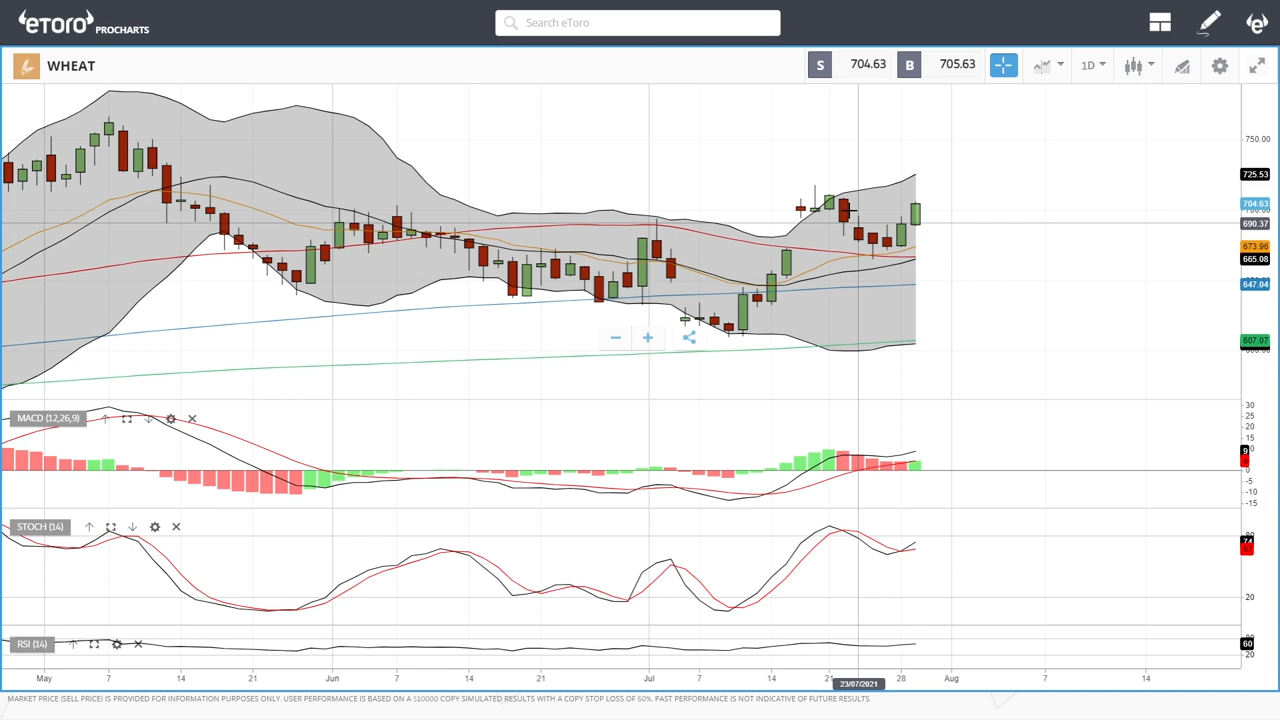 eToro PROCHARTS
Search eToro
WHEAT
S 704.63 B 705.63
1D
750.00
725.53
704.63
690.37
673.96
665.08
647.04
607.07
MACD (12,26,9)
30
25
20
15
9
0
-5
-10
-15
STOCH (14)
74
20
RSI (14)
60
20
May 7 14 21 Jun 7 14 21 Jul 7 14 21 28 Aug 7 14
23/07/2021
MARKET PRICE (SELL PRICE) IS PROVIDED FOR INFORMATION PURPOSES ONLY. USER PERFORMANCE IS BASED ON A $10000 COPY SIMULATED RESULTS WITH A COPY STOP LOSS OF 60%. PAST PERFORMANCE IS NOT INDICATIVE OF FUTURE RESULTS.